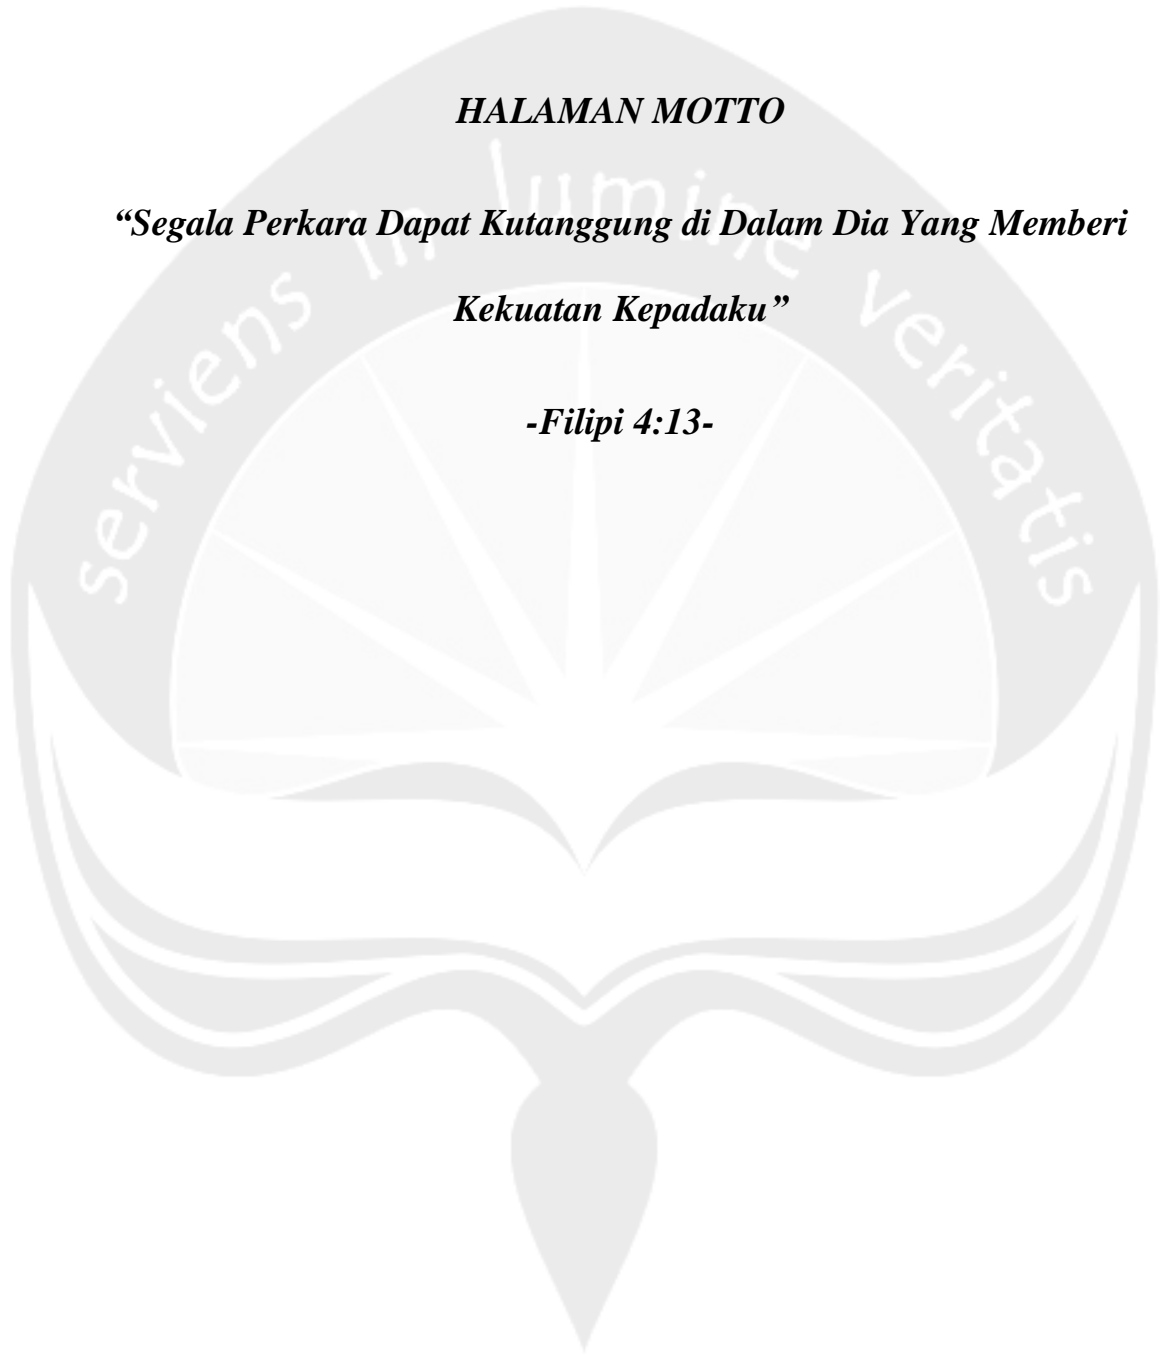 HALAMAN MOTTO
“Segala Perkara Dapat Kutanggung di Dalam Dia Yang Memberi
Kekuatan Kepadaku”
-Filipi 4:13-
serviens in lumine veritatis